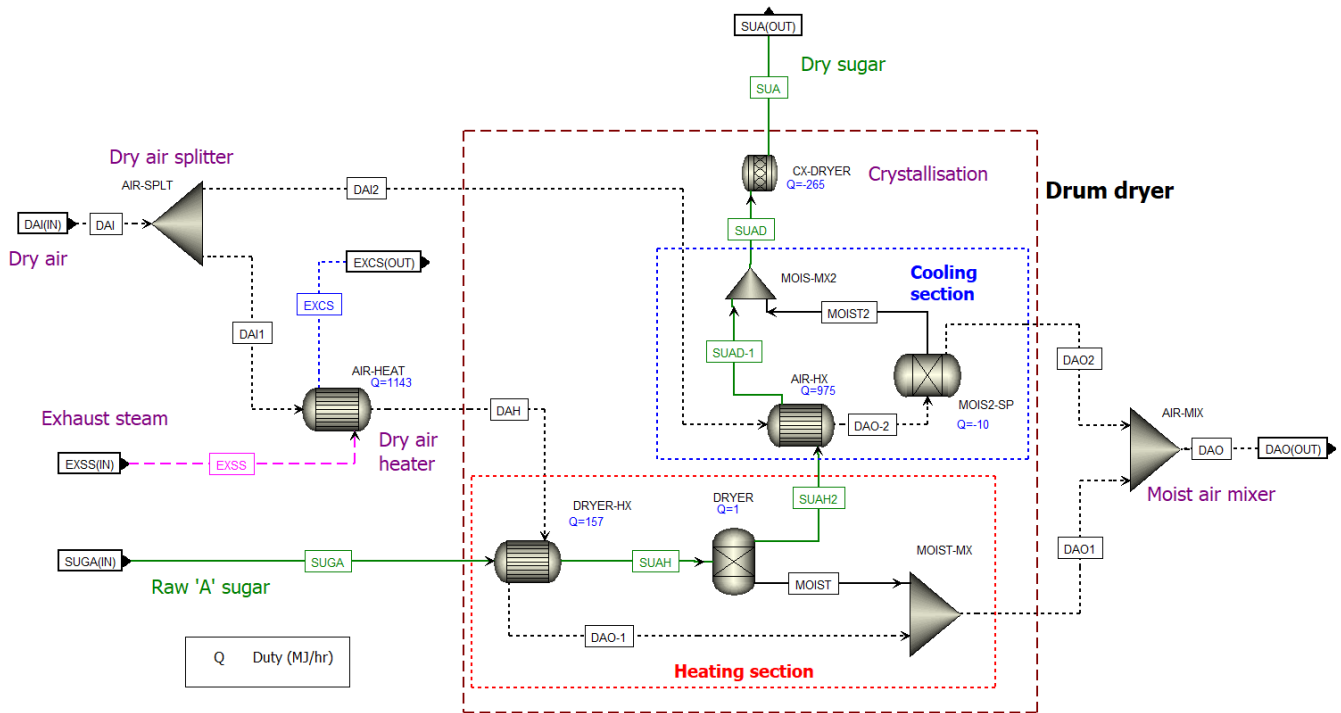 SUA(OUT)
Dry sugar
SUA
Dry air splitter
AIR-SPLT
DAI2
CX-DRYER
Q=-265
Crystallisation
Drum dryer
DAI(IN)
DAI
Dry air
SUAD
EXCS(OUT)
EXCS
MOIS-MX2
Cooling
section
MOIST2
DAI1
SUAD-1
DAO2
AIR-HEAT
Q=1143
AIR-HX
Q=975
MOIS2-SP
Q=-10
DAH
DAO-2
AIR-MIX
Exhaust steam
Dry air
heater
EXSS(IN)
EXSS
DAO
DAO(OUT)
Moist air mixer
DRYER-HX
Q=157
DRYER
Q=1
SUAH2
DAO1
MOIST-MX
SUGA(IN)
SUGA
SUAH
Raw 'A' sugar
MOIST
DAO-1
Q Duty (MJ/hr)
Heating section